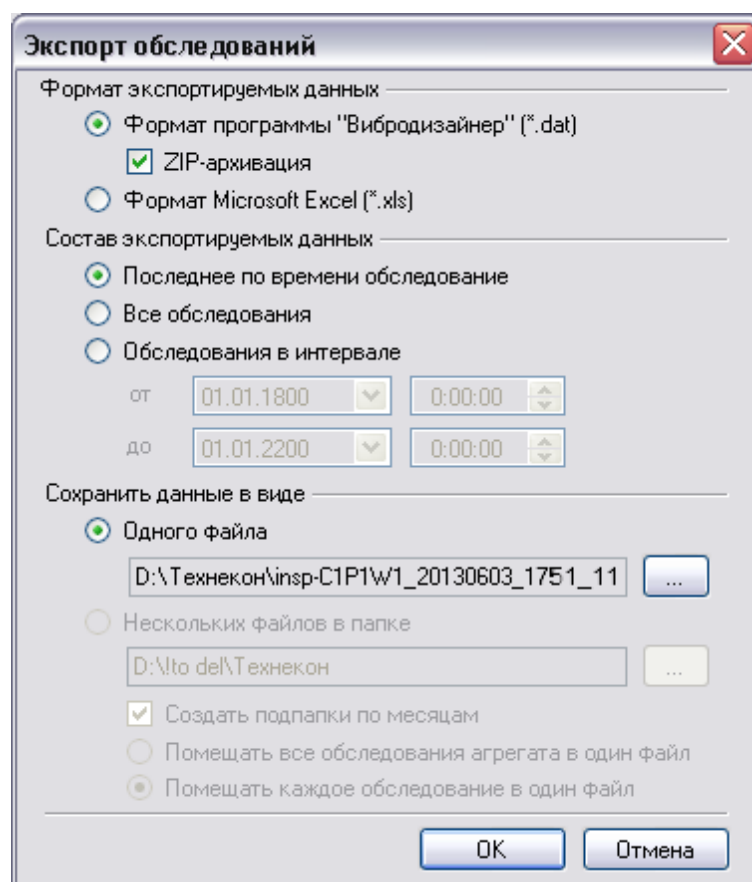 Экспорт обследований
Формат экспортируемых данных
Формат программы "Вибродизайнер" (*.dat)
ZIP-архивация
Формат Microsoft Excel (*.xls)
Состав экспортируемых данных
Последнее по времени обследование
Все обследования
Обследования в интервале
от 01.01.1800 0:00:00
до 01.01.2200 0:00:00
Сохранить данные в виде
Одного файла
D:\Технекон\insp-C1P1W1_20130603_1751_11 ...
Нескольких файлов в папке
D:\!to del\Технекон ...
Создать подпапки по месяцам
Помещать все обследования агрегата в один файл
Помещать каждое обследование в один файл
OK Отмена